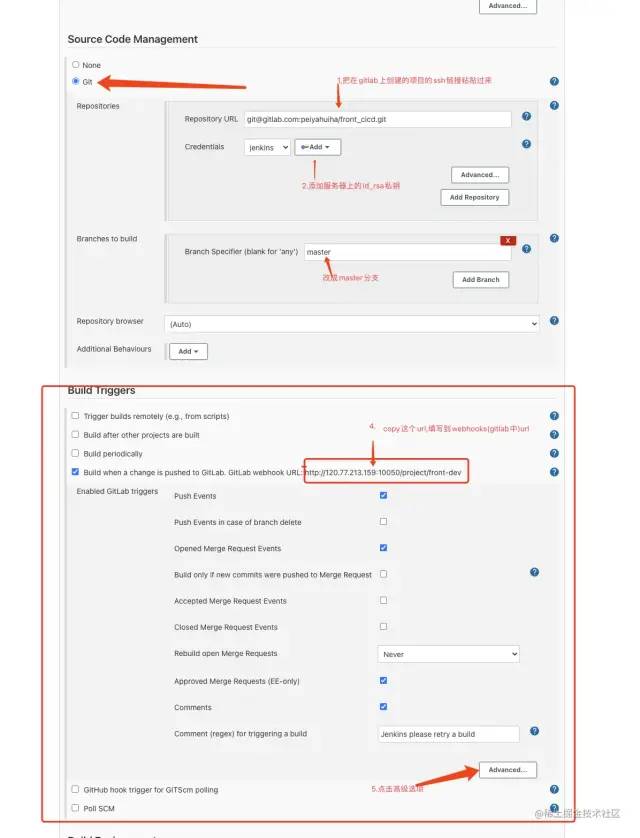 Advanced...
Source Code Management
None
Git
1.把在gitlab上创建的项目的ssh链接粘贴过来
Repositories
Repository URL git@gitlab.com:peiyahuiha/front_cicd.git
Credentials jenkins Add
2.添加服务器上的id_rsa私钥
Advanced...
Add Repository
Branches to build
X
Branch Specifier (blank for 'any') master
改成master分支
Add Branch
Repository browser (Auto)
Additional Behaviours Add
Build Triggers
Trigger builds remotely (e.g., from scripts)
4. copy这个url,填写到webhooks(gitlab中)url
Build after other projects are built
Build periodically
Build when a change is pushed to GitLab. GitLab webhook URL: http://120.77.213.159:10050/project/front-dev
Enabled GitLab triggers
Push Events
Push Events in case of branch delete
Opened Merge Request Events
Build only if new commits were pushed to Merge Request
Accepted Merge Request Events
Closed Merge Request Events
Rebuild open Merge Requests Never
Approved Merge Requests (EE-only)
Comments
Comment (regex) for triggering a build Jenkins please retry a build
Advanced...
5.点击高级选项
GitHub hook trigger for GITScm polling
Poll SCM
@稀土掘金技术社区